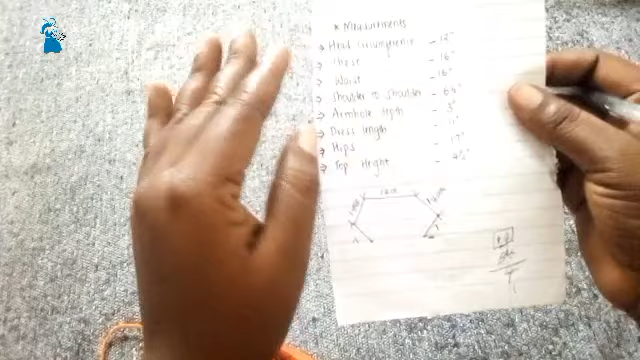 * Measurements
→ Head circumference - 12"
→ Chest - 16"
→ Waist - 16"
→ Shoulder to shoulder - 6½"
→ Armhole depth - 3"
→ Dress length - 11"
→ Hips - 17"
→ Top Height - 4½"
12cm